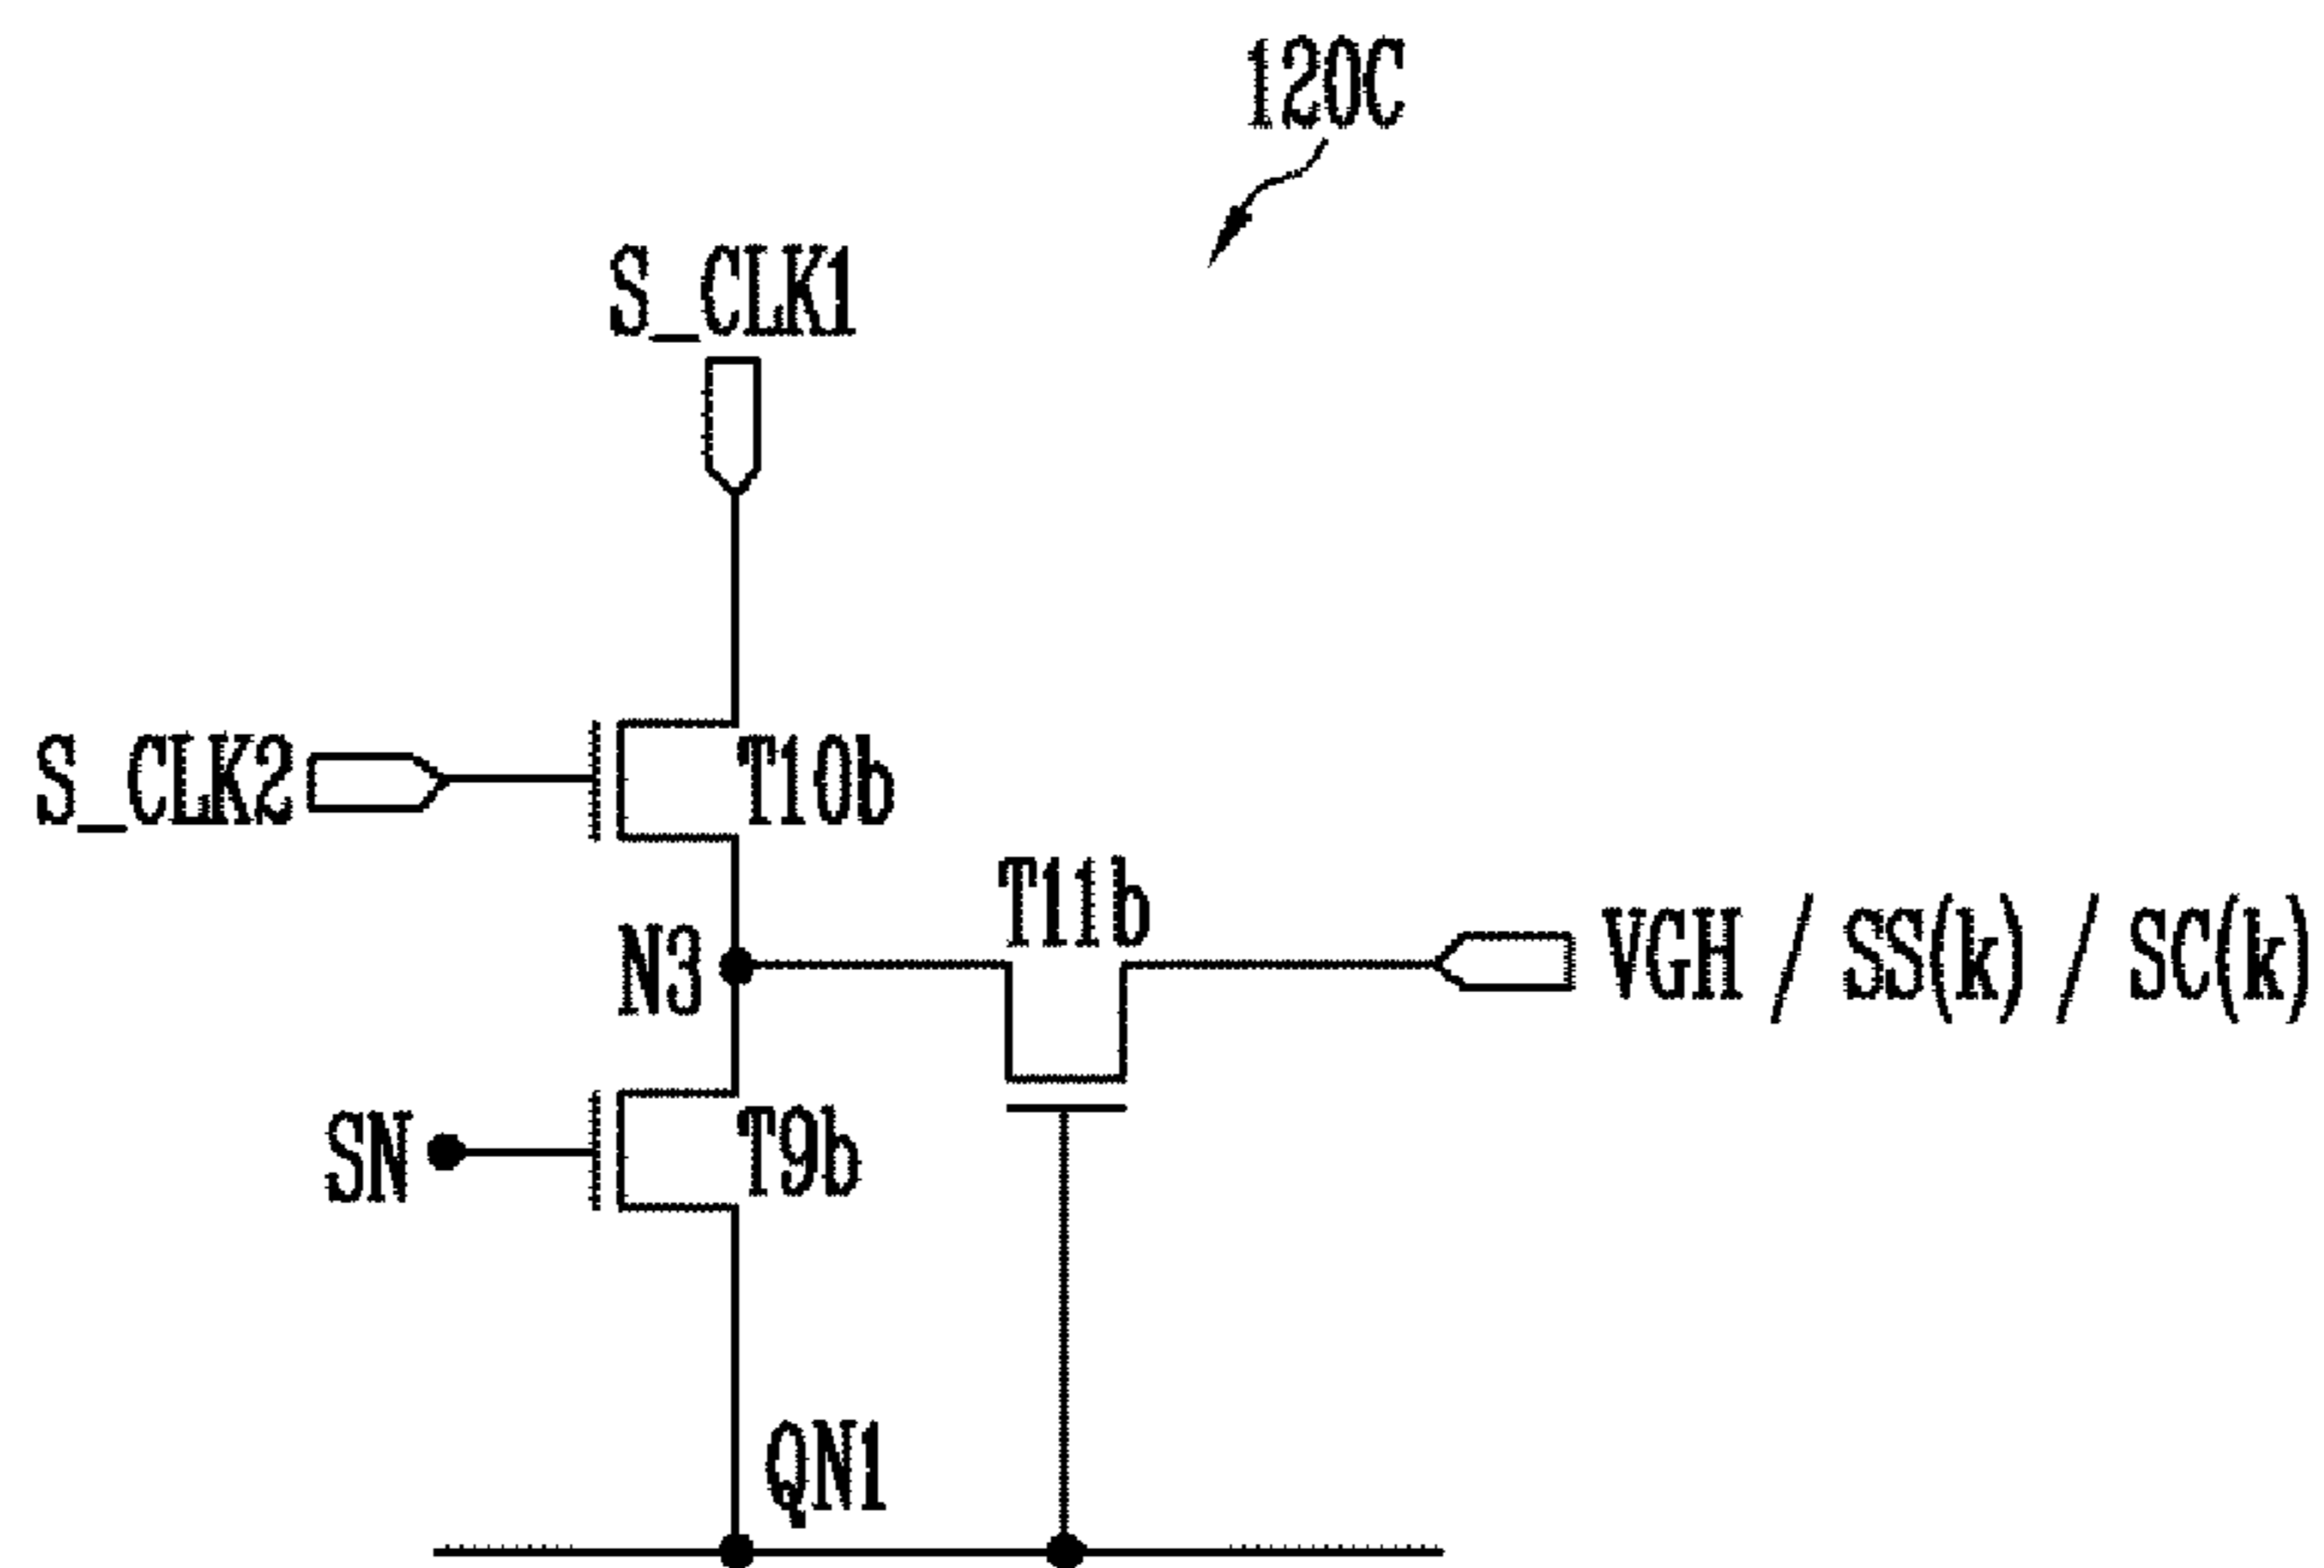 120C
S_CLK1
S_CLK2
T10b
T11b
N3
VGH / SS(k) / SC(k)
SN
T9b
QN1